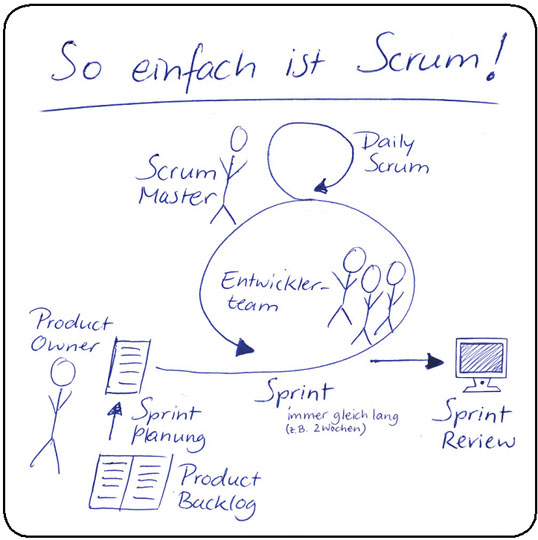 So einfach ist Scrum!
Daily
Scrum
Scrum
Master
Entwickler-
team
Product
Owner
Sprint
Planung
Product
Backlog
Sprint
immer gleich lang
(z.B. 2 Wochen)
Sprint
Review